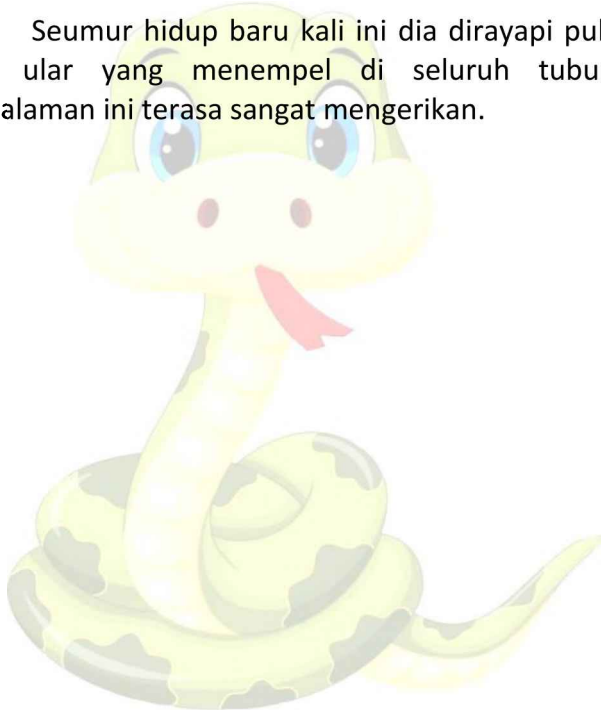 Seumur hidup baru kali ini dia dirayapi pul
ular yang menempel di seluruh tubu
alaman ini terasa sangat mengerikan.